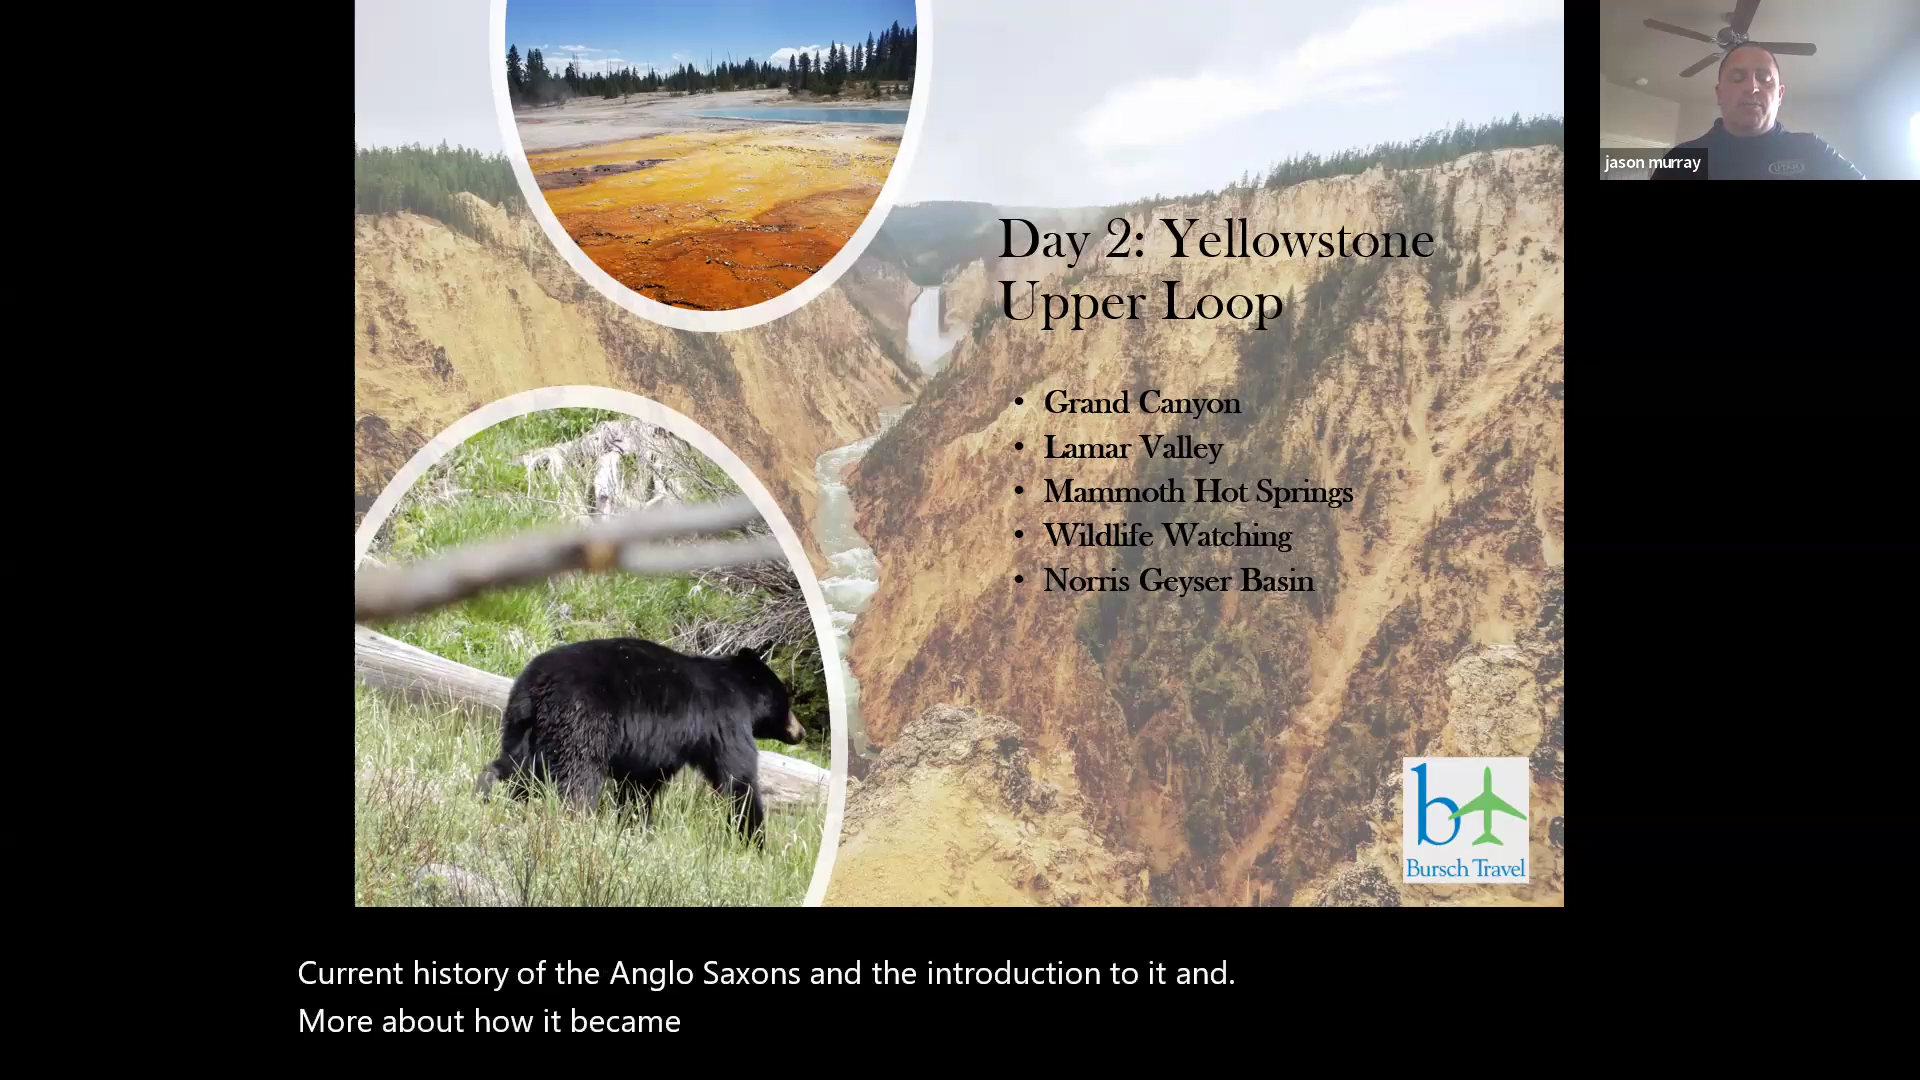 jason murray
Day 2: Yellowstone
Upper Loop
• Grand Canyon
• Lamar Valley
• Mammoth Hot Springs
• Wildlife Watching
• Norris Geyser Basin
b
Bursch Travel
Current history of the Anglo Saxons and the introduction to it and.
More about how it became